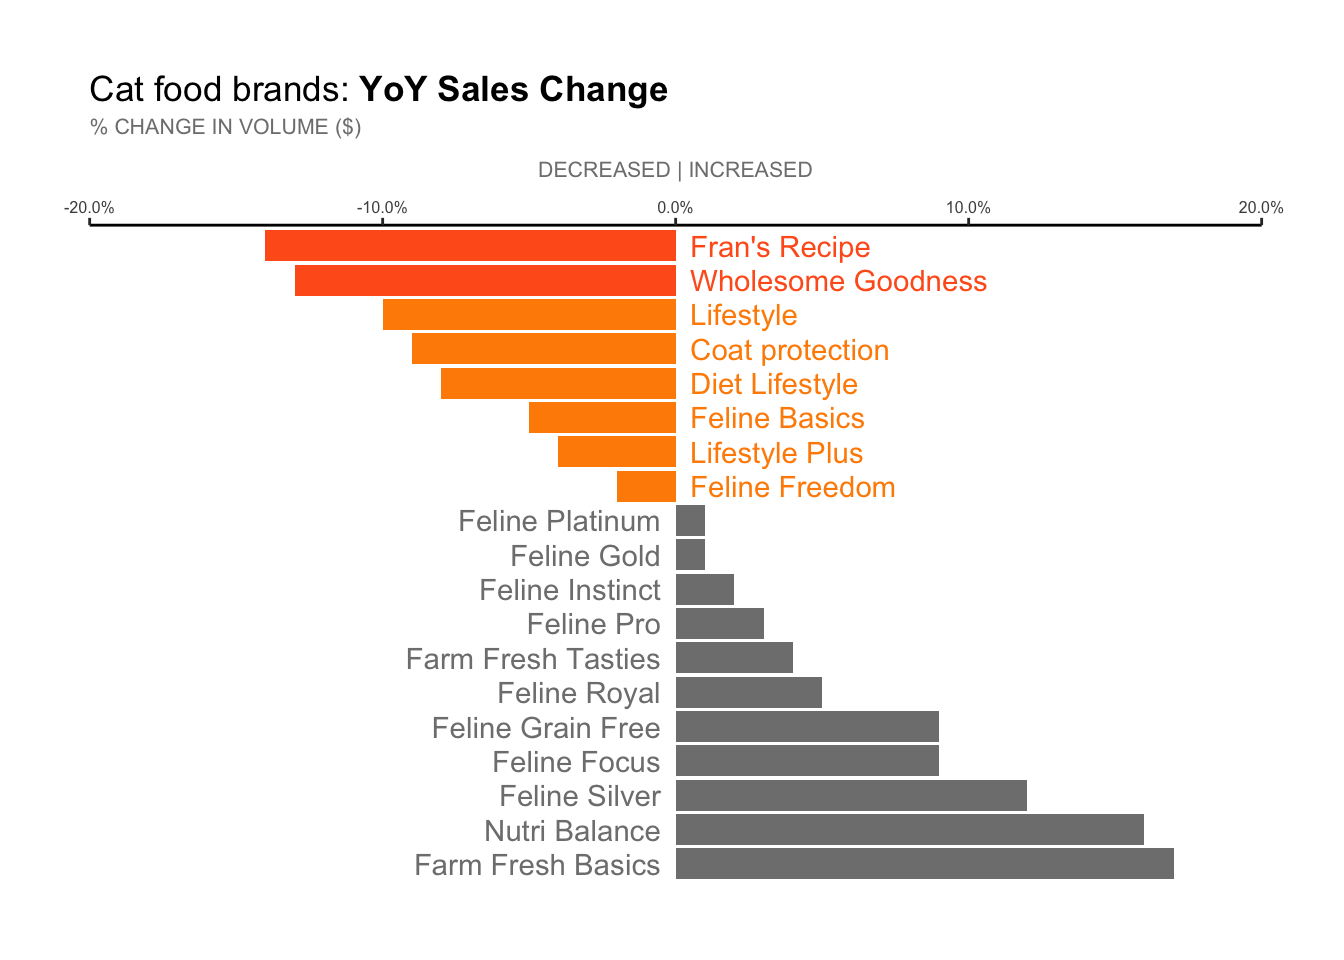 Cat food brands: YoY Sales Change
% CHANGE IN VOLUME ($)
DECREASED | INCREASED
-20.0% -10.0% 0.0% 10.0% 20.0%
Fran's Recipe
Wholesome Goodness
Lifestyle
Coat protection
Diet Lifestyle
Feline Basics
Lifestyle Plus
Feline Freedom
Feline Platinum
Feline Gold
Feline Instinct
Feline Pro
Farm Fresh Tasties
Feline Royal
Feline Grain Free
Feline Focus
Feline Silver
Nutri Balance
Farm Fresh Basics